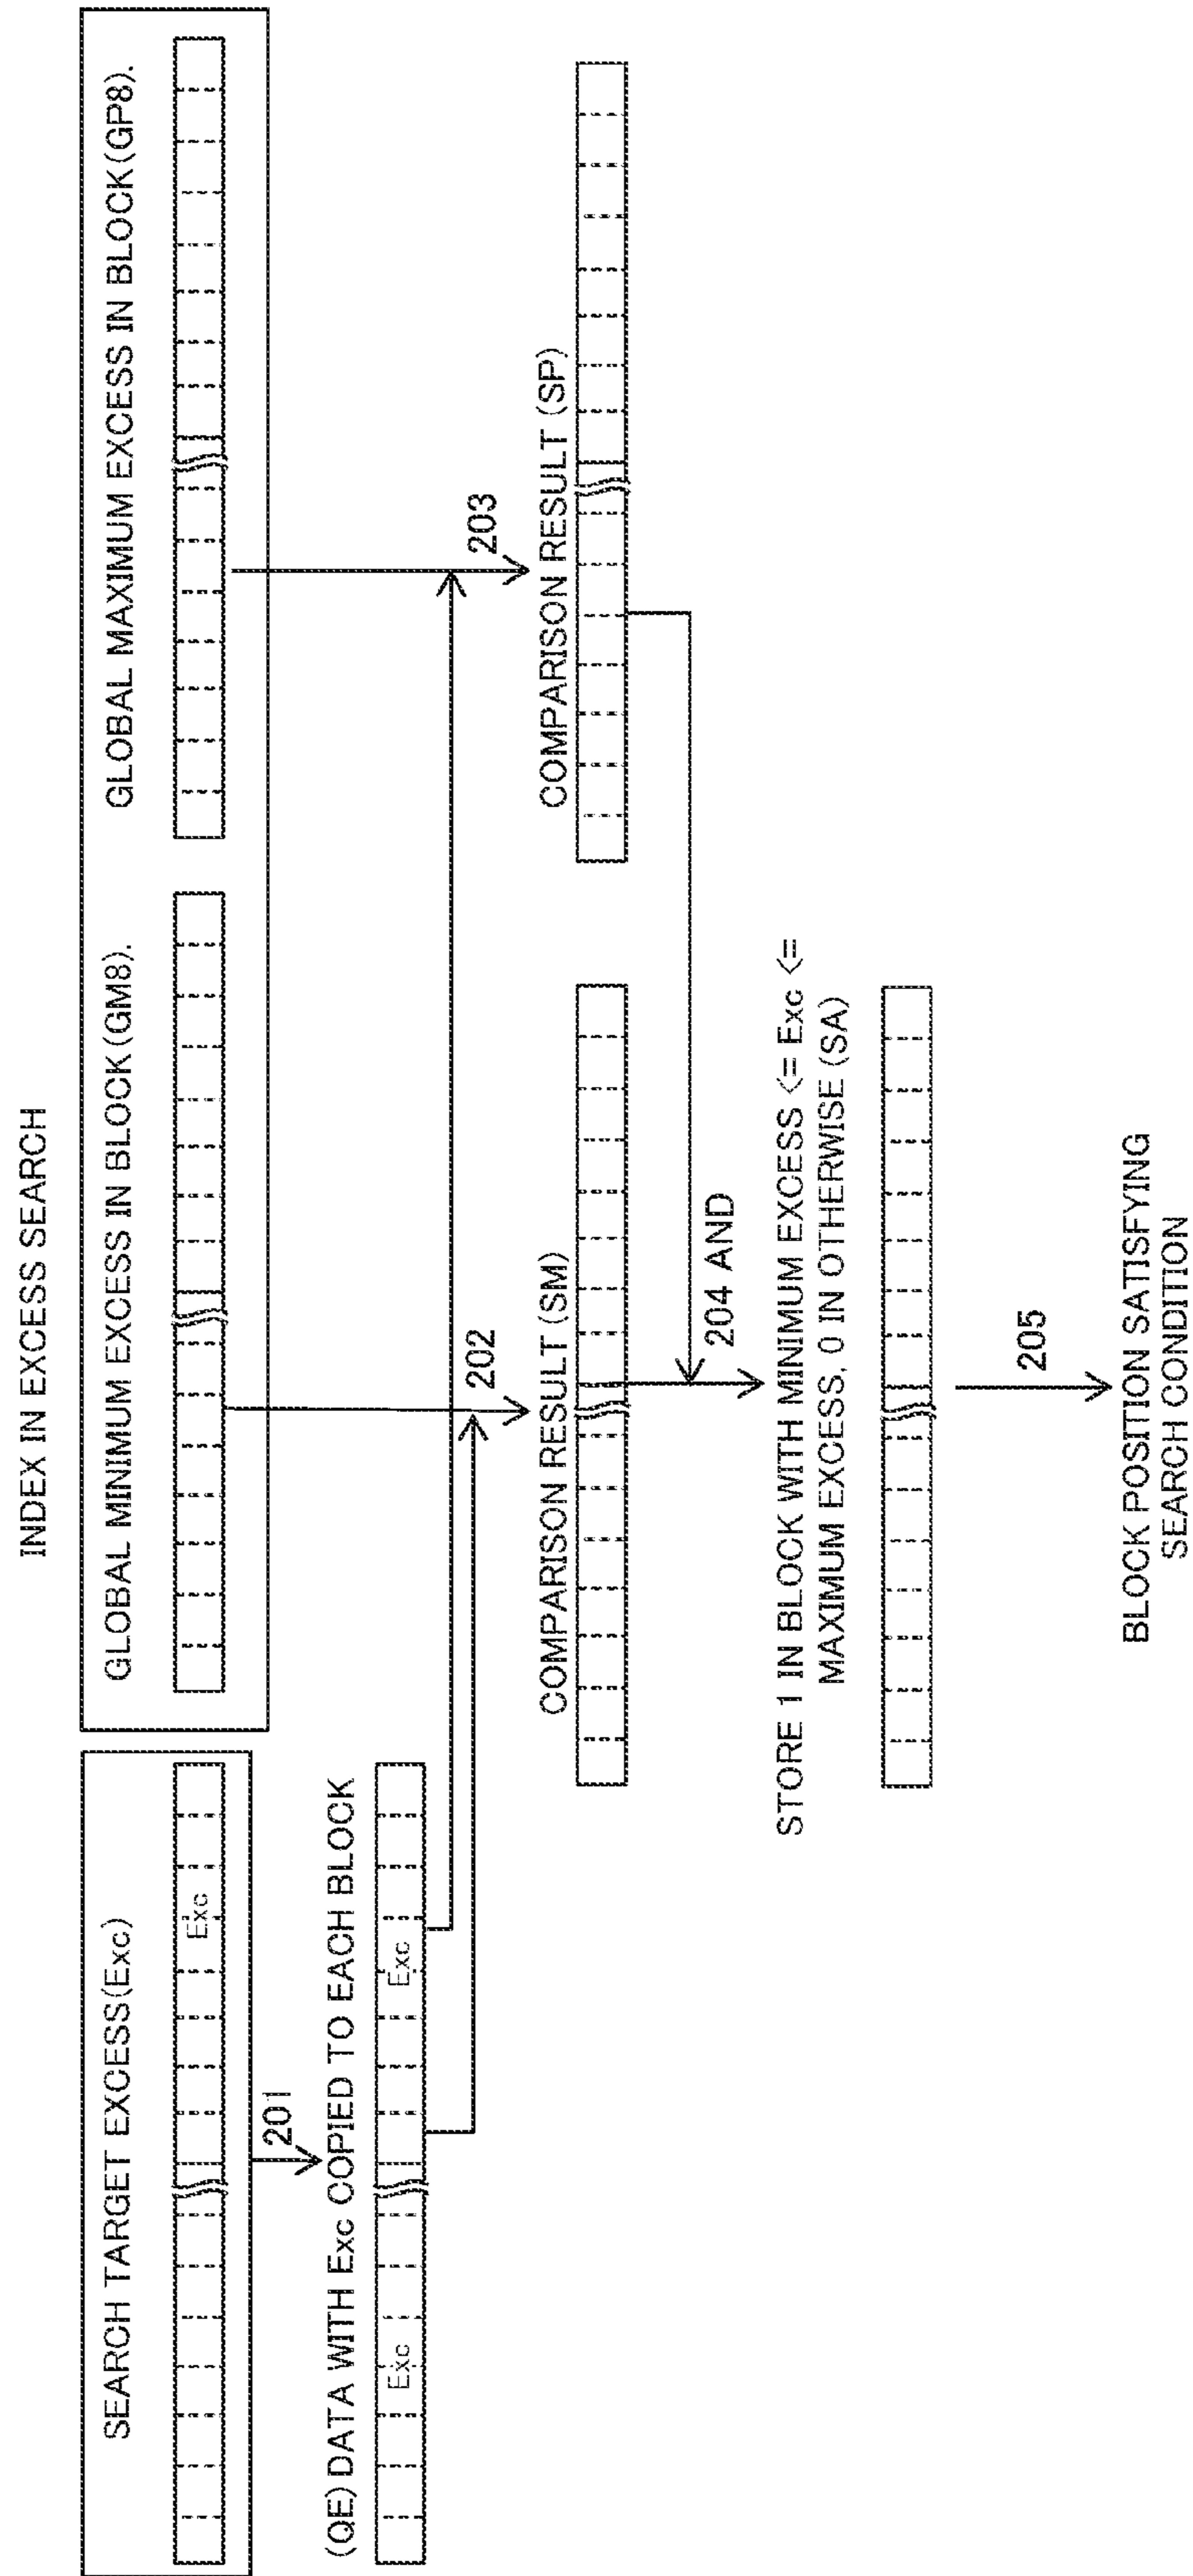 INDEX IN EXCESS SEARCH
SEARCH TARGET EXCESS(Exc)
Exc
GLOBAL MINIMUM EXCESS IN BLOCK(GM8).
GLOBAL MAXIMUM EXCESS IN BLOCK(GP8).
201
(QE) DATA WITH Exc COPIED TO EACH BLOCK
Exc
Exc
202
203
COMPARISON RESULT (SM)
COMPARISON RESULT (SP)
204 AND
STORE 1 IN BLOCK WITH MINIMUM EXCESS <= Exc <=
MAXIMUM EXCESS, 0 IN OTHERWISE (SA)
205
BLOCK POSITION SATISFYING
SEARCH CONDITION